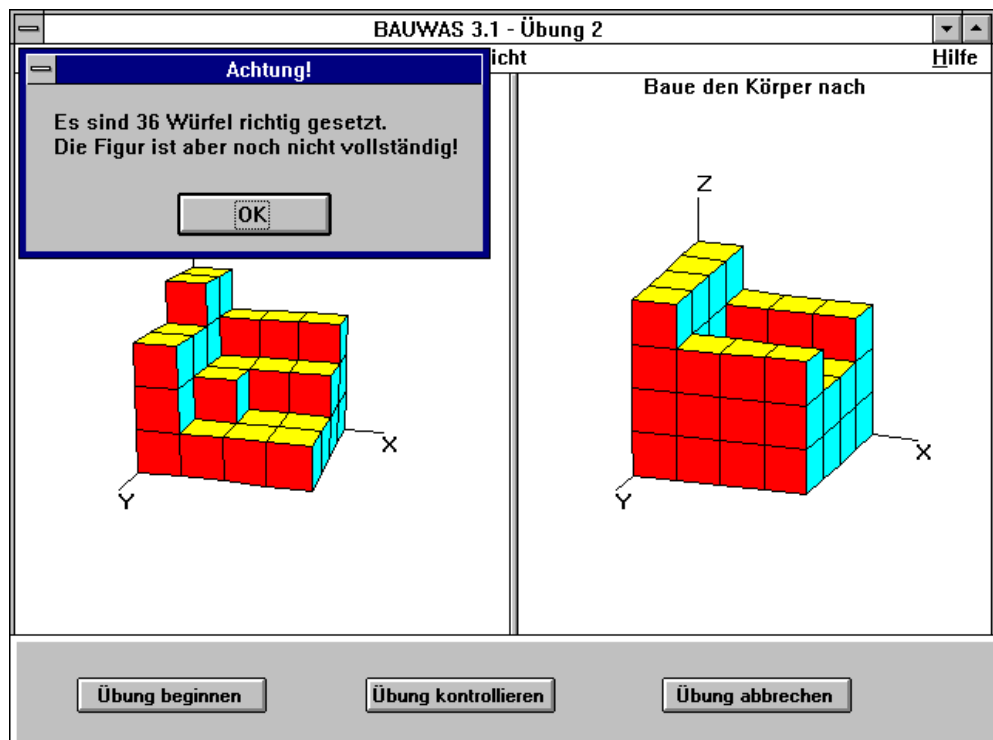 BAUWAS 3.1 - Übung 2
icht
Hilfe
Achtung!
Es sind 36 Würfel richtig gesetzt.
Die Figur ist aber noch nicht vollständig!
OK
Baue den Körper nach
Z
X
Y
X
Y
Übung beginnen
Übung kontrollieren
Übung abbrechen